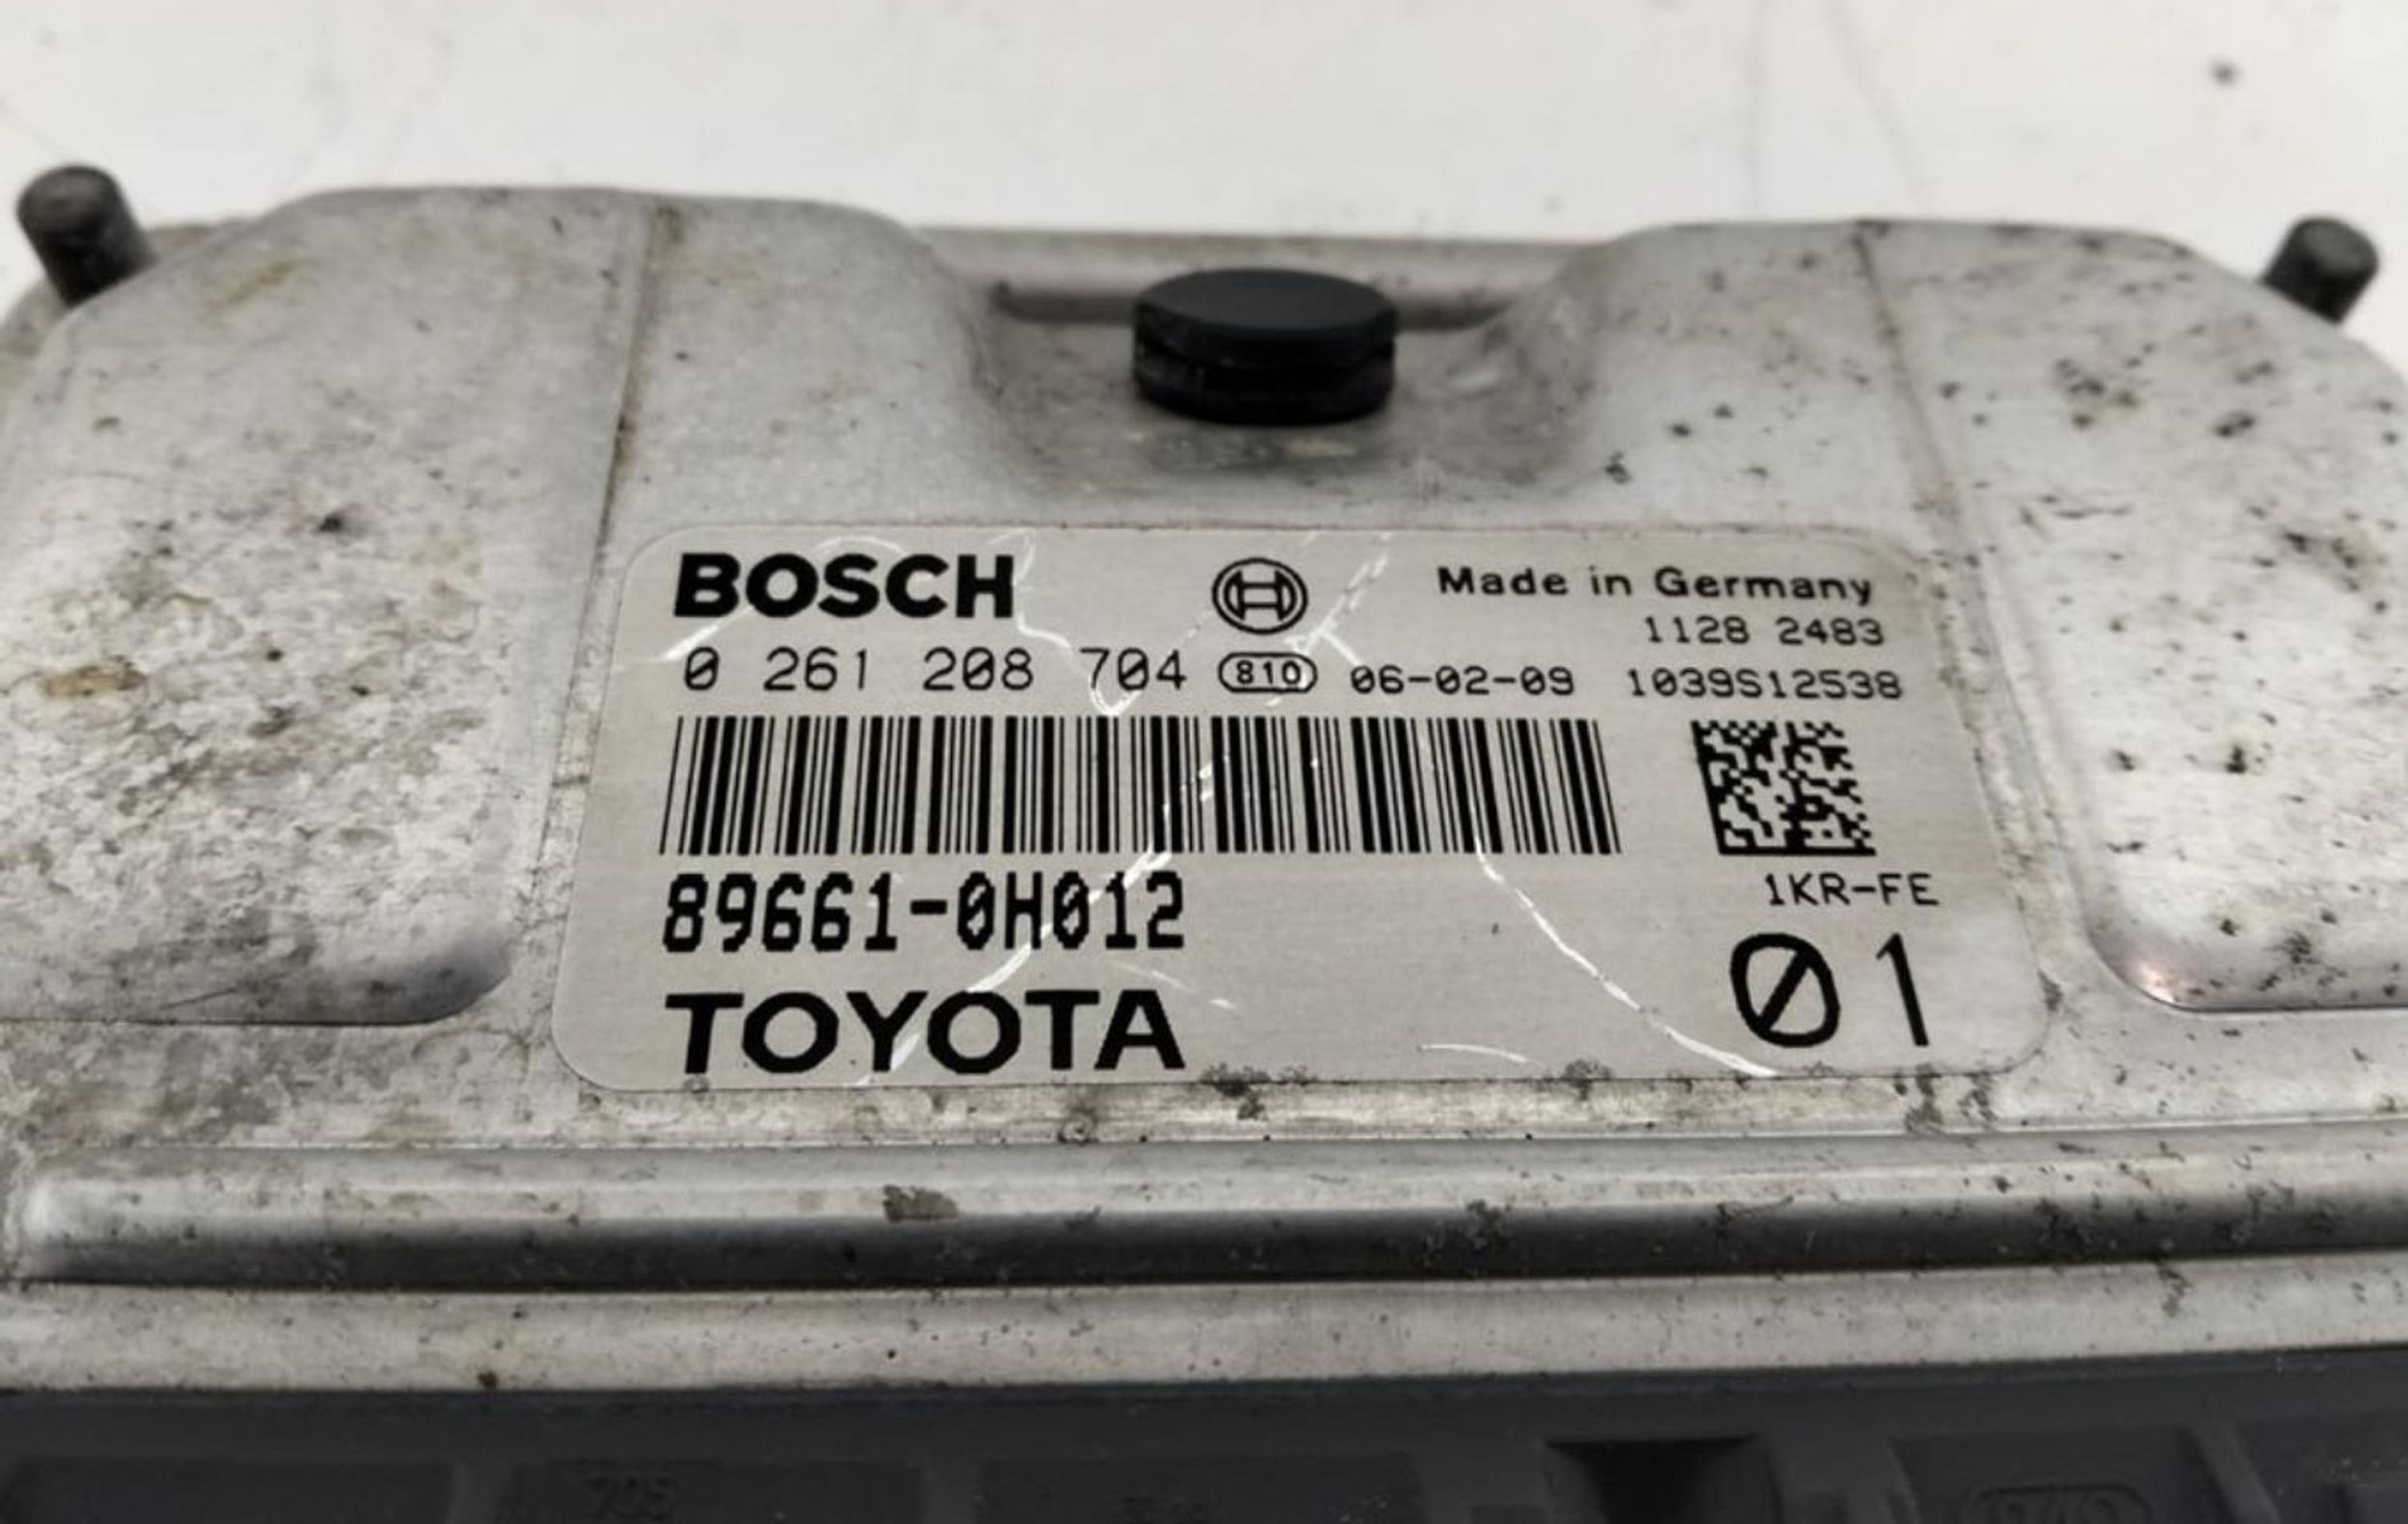 BOSCH
Made in Germany
1128 2483
0 261 208 704 810 06-02-09 1039S12538
89661-0H012
1KR-FE
TOYOTA
01